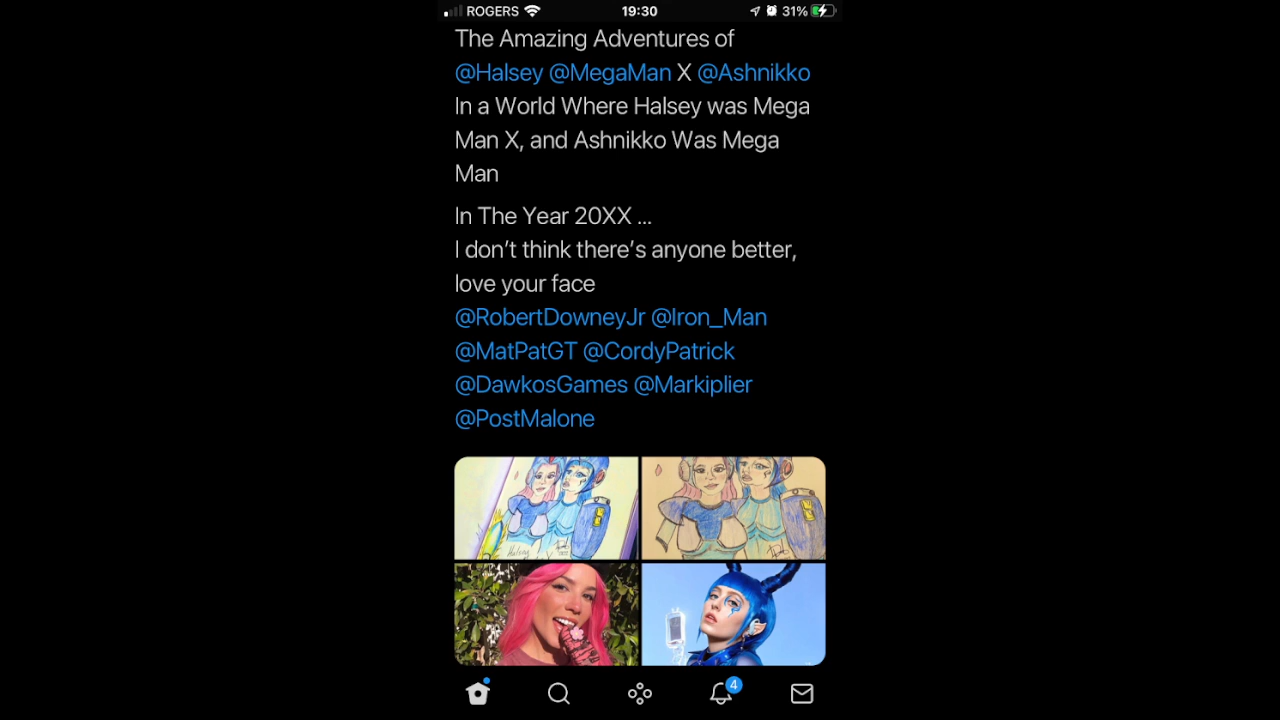 ROGERS 19:30 31%
The Amazing Adventures of
@Halsey @MegaMan X @Ashnikko
In a World Where Halsey was Mega
Man X, and Ashnikko Was Mega
Man
In The Year 20XX ...
I don’t think there’s anyone better,
love your face
@RobertDowneyJr @Iron_Man
@MatPatGT @CordyPatrick
@DawkosGames @Markiplier
@PostMalone
Halsey
4